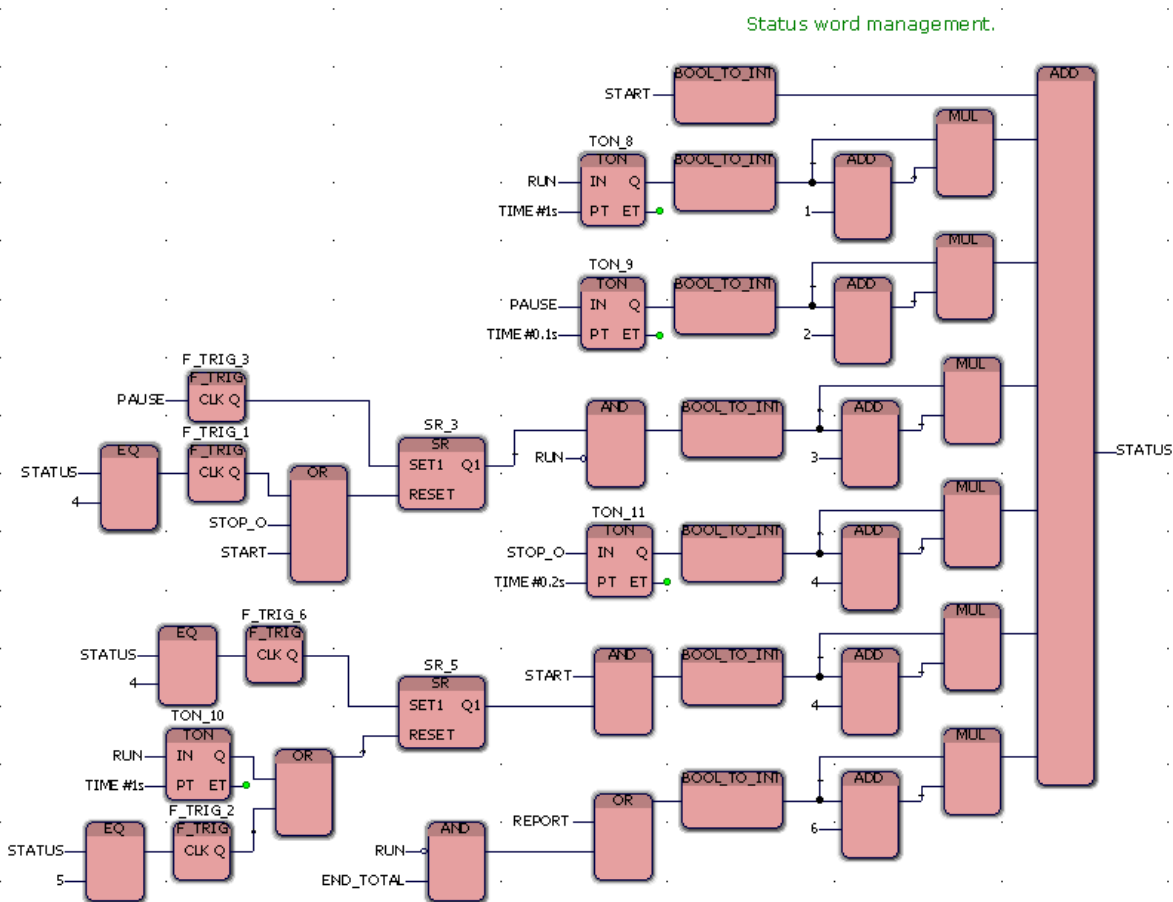 Status word management.
BOOL_TO_INT
ADD
START
MUL
TON_8
TON
BOOL_TO_INT
ADD
RUN
IN Q
TIME#1s
PT ET
1
MUL
TON_9
TON
BOOL_TO_INT
ADD
PAUSE
IN Q
TIME#0.1s
PT ET
2
F_TRIG_3
F_TRIG
PAUSE
CLK Q
MUL
AND
BOOL_TO_INT
ADD
F_TRIG_1
SR_3
EQ
F_TRIG
SR
STATUS
CLK Q
OR
SET1 Q1
RUN
3
STATUS
4
RESET
MUL
STOP_O
TON_11
TON
BOOL_TO_INT
ADD
START
STOP_O
IN Q
TIME#0.2s
PT ET
4
F_TRIG_6
EQ
F_TRIG
MUL
STATUS
CLK Q
AND
BOOL_TO_INT
ADD
4
SR_5
SR
START
SET1 Q1
4
TON_10
TON
RESET
MUL
RUN
IN Q
OR
TIME#1s
PT ET
BOOL_TO_INT
ADD
F_TRIG_2
OR
EQ
F_TRIG
AND
REPORT
6
STATUS
CLK Q
RUN
5
END_TOTAL